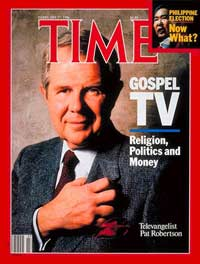 PHILIPPINE
ELECTION
Now
What?
TIME
GOSPEL
TV
Religion,
Politics and
Money
Televangelist
Pat Robertson